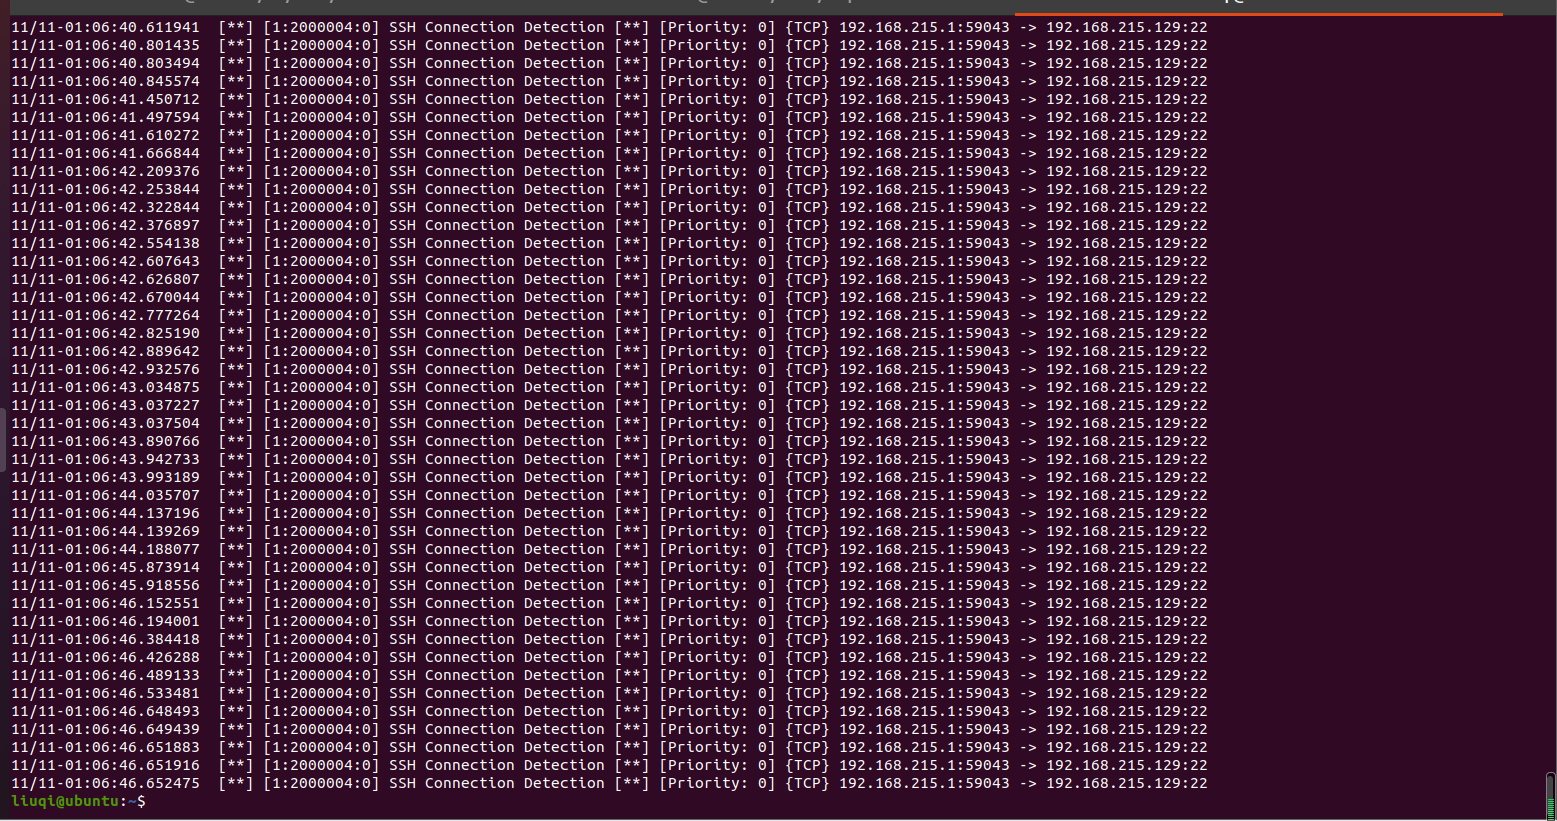 11/11-01:06:40.611941  [**] [1:2000004:0] SSH Connection Detection [**] [Priority: 0] {TCP} 192.168.215.1:59043 -> 192.168.215.129:22
11/11-01:06:40.801435  [**] [1:2000004:0] SSH Connection Detection [**] [Priority: 0] {TCP} 192.168.215.1:59043 -> 192.168.215.129:22
11/11-01:06:40.803494  [**] [1:2000004:0] SSH Connection Detection [**] [Priority: 0] {TCP} 192.168.215.1:59043 -> 192.168.215.129:22
11/11-01:06:40.845574  [**] [1:2000004:0] SSH Connection Detection [**] [Priority: 0] {TCP} 192.168.215.1:59043 -> 192.168.215.129:22
11/11-01:06:41.450712  [**] [1:2000004:0] SSH Connection Detection [**] [Priority: 0] {TCP} 192.168.215.1:59043 -> 192.168.215.129:22
11/11-01:06:41.497594  [**] [1:2000004:0] SSH Connection Detection [**] [Priority: 0] {TCP} 192.168.215.1:59043 -> 192.168.215.129:22
11/11-01:06:41.610272  [**] [1:2000004:0] SSH Connection Detection [**] [Priority: 0] {TCP} 192.168.215.1:59043 -> 192.168.215.129:22
11/11-01:06:41.666844  [**] [1:2000004:0] SSH Connection Detection [**] [Priority: 0] {TCP} 192.168.215.1:59043 -> 192.168.215.129:22
11/11-01:06:42.209376  [**] [1:2000004:0] SSH Connection Detection [**] [Priority: 0] {TCP} 192.168.215.1:59043 -> 192.168.215.129:22
11/11-01:06:42.253844  [**] [1:2000004:0] SSH Connection Detection [**] [Priority: 0] {TCP} 192.168.215.1:59043 -> 192.168.215.129:22
11/11-01:06:42.322844  [**] [1:2000004:0] SSH Connection Detection [**] [Priority: 0] {TCP} 192.168.215.1:59043 -> 192.168.215.129:22
11/11-01:06:42.376897  [**] [1:2000004:0] SSH Connection Detection [**] [Priority: 0] {TCP} 192.168.215.1:59043 -> 192.168.215.129:22
11/11-01:06:42.554138  [**] [1:2000004:0] SSH Connection Detection [**] [Priority: 0] {TCP} 192.168.215.1:59043 -> 192.168.215.129:22
11/11-01:06:42.607643  [**] [1:2000004:0] SSH Connection Detection [**] [Priority: 0] {TCP} 192.168.215.1:59043 -> 192.168.215.129:22
11/11-01:06:42.626807  [**] [1:2000004:0] SSH Connection Detection [**] [Priority: 0] {TCP} 192.168.215.1:59043 -> 192.168.215.129:22
11/11-01:06:42.670044  [**] [1:2000004:0] SSH Connection Detection [**] [Priority: 0] {TCP} 192.168.215.1:59043 -> 192.168.215.129:22
11/11-01:06:42.777264  [**] [1:2000004:0] SSH Connection Detection [**] [Priority: 0] {TCP} 192.168.215.1:59043 -> 192.168.215.129:22
11/11-01:06:42.825190  [**] [1:2000004:0] SSH Connection Detection [**] [Priority: 0] {TCP} 192.168.215.1:59043 -> 192.168.215.129:22
11/11-01:06:42.889642  [**] [1:2000004:0] SSH Connection Detection [**] [Priority: 0] {TCP} 192.168.215.1:59043 -> 192.168.215.129:22
11/11-01:06:42.932576  [**] [1:2000004:0] SSH Connection Detection [**] [Priority: 0] {TCP} 192.168.215.1:59043 -> 192.168.215.129:22
11/11-01:06:43.034875  [**] [1:2000004:0] SSH Connection Detection [**] [Priority: 0] {TCP} 192.168.215.1:59043 -> 192.168.215.129:22
11/11-01:06:43.037227  [**] [1:2000004:0] SSH Connection Detection [**] [Priority: 0] {TCP} 192.168.215.1:59043 -> 192.168.215.129:22
11/11-01:06:43.037504  [**] [1:2000004:0] SSH Connection Detection [**] [Priority: 0] {TCP} 192.168.215.1:59043 -> 192.168.215.129:22
11/11-01:06:43.890766  [**] [1:2000004:0] SSH Connection Detection [**] [Priority: 0] {TCP} 192.168.215.1:59043 -> 192.168.215.129:22
11/11-01:06:43.942733  [**] [1:2000004:0] SSH Connection Detection [**] [Priority: 0] {TCP} 192.168.215.1:59043 -> 192.168.215.129:22
11/11-01:06:43.993189  [**] [1:2000004:0] SSH Connection Detection [**] [Priority: 0] {TCP} 192.168.215.1:59043 -> 192.168.215.129:22
11/11-01:06:44.035707  [**] [1:2000004:0] SSH Connection Detection [**] [Priority: 0] {TCP} 192.168.215.1:59043 -> 192.168.215.129:22
11/11-01:06:44.137196  [**] [1:2000004:0] SSH Connection Detection [**] [Priority: 0] {TCP} 192.168.215.1:59043 -> 192.168.215.129:22
11/11-01:06:44.139269  [**] [1:2000004:0] SSH Connection Detection [**] [Priority: 0] {TCP} 192.168.215.1:59043 -> 192.168.215.129:22
11/11-01:06:44.188077  [**] [1:2000004:0] SSH Connection Detection [**] [Priority: 0] {TCP} 192.168.215.1:59043 -> 192.168.215.129:22
11/11-01:06:45.873914  [**] [1:2000004:0] SSH Connection Detection [**] [Priority: 0] {TCP} 192.168.215.1:59043 -> 192.168.215.129:22
11/11-01:06:45.918556  [**] [1:2000004:0] SSH Connection Detection [**] [Priority: 0] {TCP} 192.168.215.1:59043 -> 192.168.215.129:22
11/11-01:06:46.152551  [**] [1:2000004:0] SSH Connection Detection [**] [Priority: 0] {TCP} 192.168.215.1:59043 -> 192.168.215.129:22
11/11-01:06:46.194001  [**] [1:2000004:0] SSH Connection Detection [**] [Priority: 0] {TCP} 192.168.215.1:59043 -> 192.168.215.129:22
11/11-01:06:46.384418  [**] [1:2000004:0] SSH Connection Detection [**] [Priority: 0] {TCP} 192.168.215.1:59043 -> 192.168.215.129:22
11/11-01:06:46.426288  [**] [1:2000004:0] SSH Connection Detection [**] [Priority: 0] {TCP} 192.168.215.1:59043 -> 192.168.215.129:22
11/11-01:06:46.489133  [**] [1:2000004:0] SSH Connection Detection [**] [Priority: 0] {TCP} 192.168.215.1:59043 -> 192.168.215.129:22
11/11-01:06:46.533481  [**] [1:2000004:0] SSH Connection Detection [**] [Priority: 0] {TCP} 192.168.215.1:59043 -> 192.168.215.129:22
11/11-01:06:46.648493  [**] [1:2000004:0] SSH Connection Detection [**] [Priority: 0] {TCP} 192.168.215.1:59043 -> 192.168.215.129:22
11/11-01:06:46.649439  [**] [1:2000004:0] SSH Connection Detection [**] [Priority: 0] {TCP} 192.168.215.1:59043 -> 192.168.215.129:22
11/11-01:06:46.651883  [**] [1:2000004:0] SSH Connection Detection [**] [Priority: 0] {TCP} 192.168.215.1:59043 -> 192.168.215.129:22
11/11-01:06:46.651916  [**] [1:2000004:0] SSH Connection Detection [**] [Priority: 0] {TCP} 192.168.215.1:59043 -> 192.168.215.129:22
11/11-01:06:46.652475  [**] [1:2000004:0] SSH Connection Detection [**] [Priority: 0] {TCP} 192.168.215.1:59043 -> 192.168.215.129:22
liuqi@ubuntu:~$